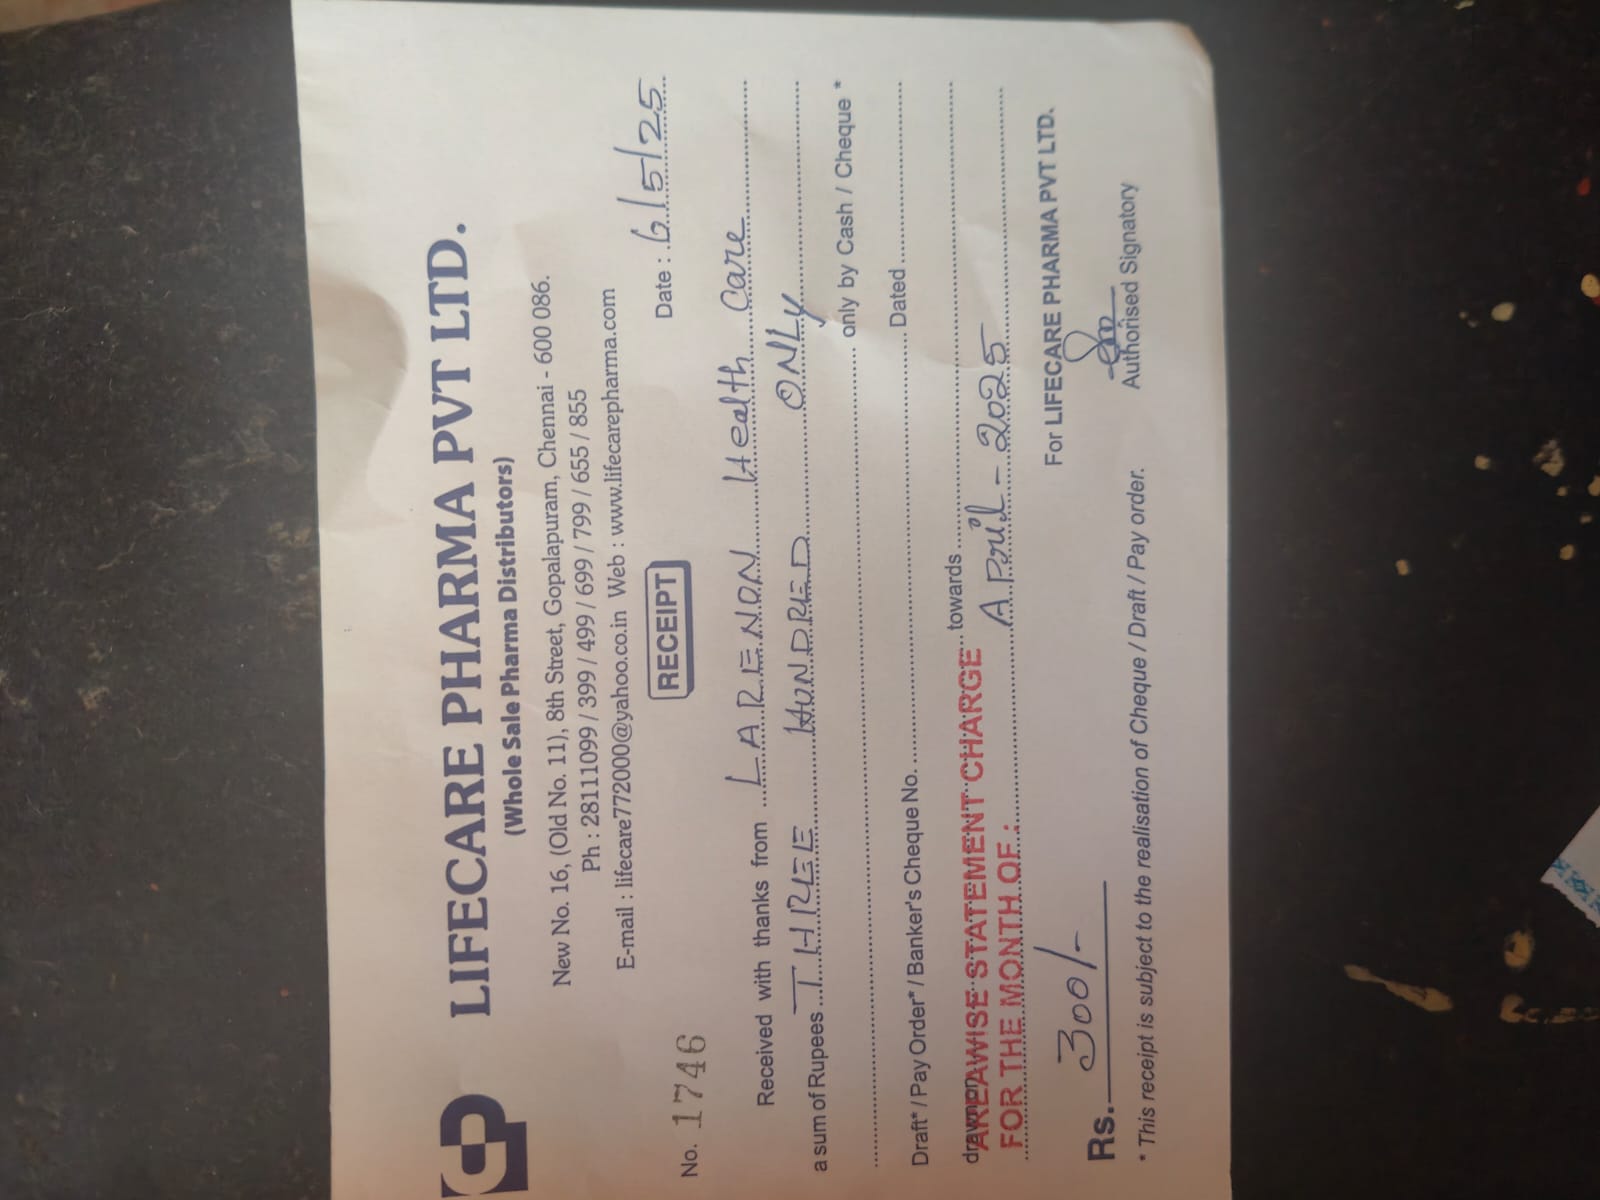 LIFECARE PHARMA PVT LTD.
(Whole Sale Pharma Distributors)
New No. 16, (Old No. 11), 8th Street, Gopalapuram, Chennai - 600 086.
Ph : 28111099 / 399 / 499 / 699 / 799 / 655 / 855
E-mail : lifecare772000@yahoo.co.in Web : www.lifecarepharma.com
No. 1746 RECEIPT Date : 6/5/25
Received with thanks from LARENON Health Care
a sum of Rupees THREE HUNDRED ONLY
only by Cash / Cheque *
Draft* / Pay Order* / Banker's Cheque No. Dated
drawn on towards
AREAWISE STATEMENT CHARGE
FOR THE MONTH OF : April - 2025
Rs. 300/-
For LIFECARE PHARMA PVT LTD.
Authorised Signatory
* This receipt is subject to the realisation of Cheque / Draft / Pay order.